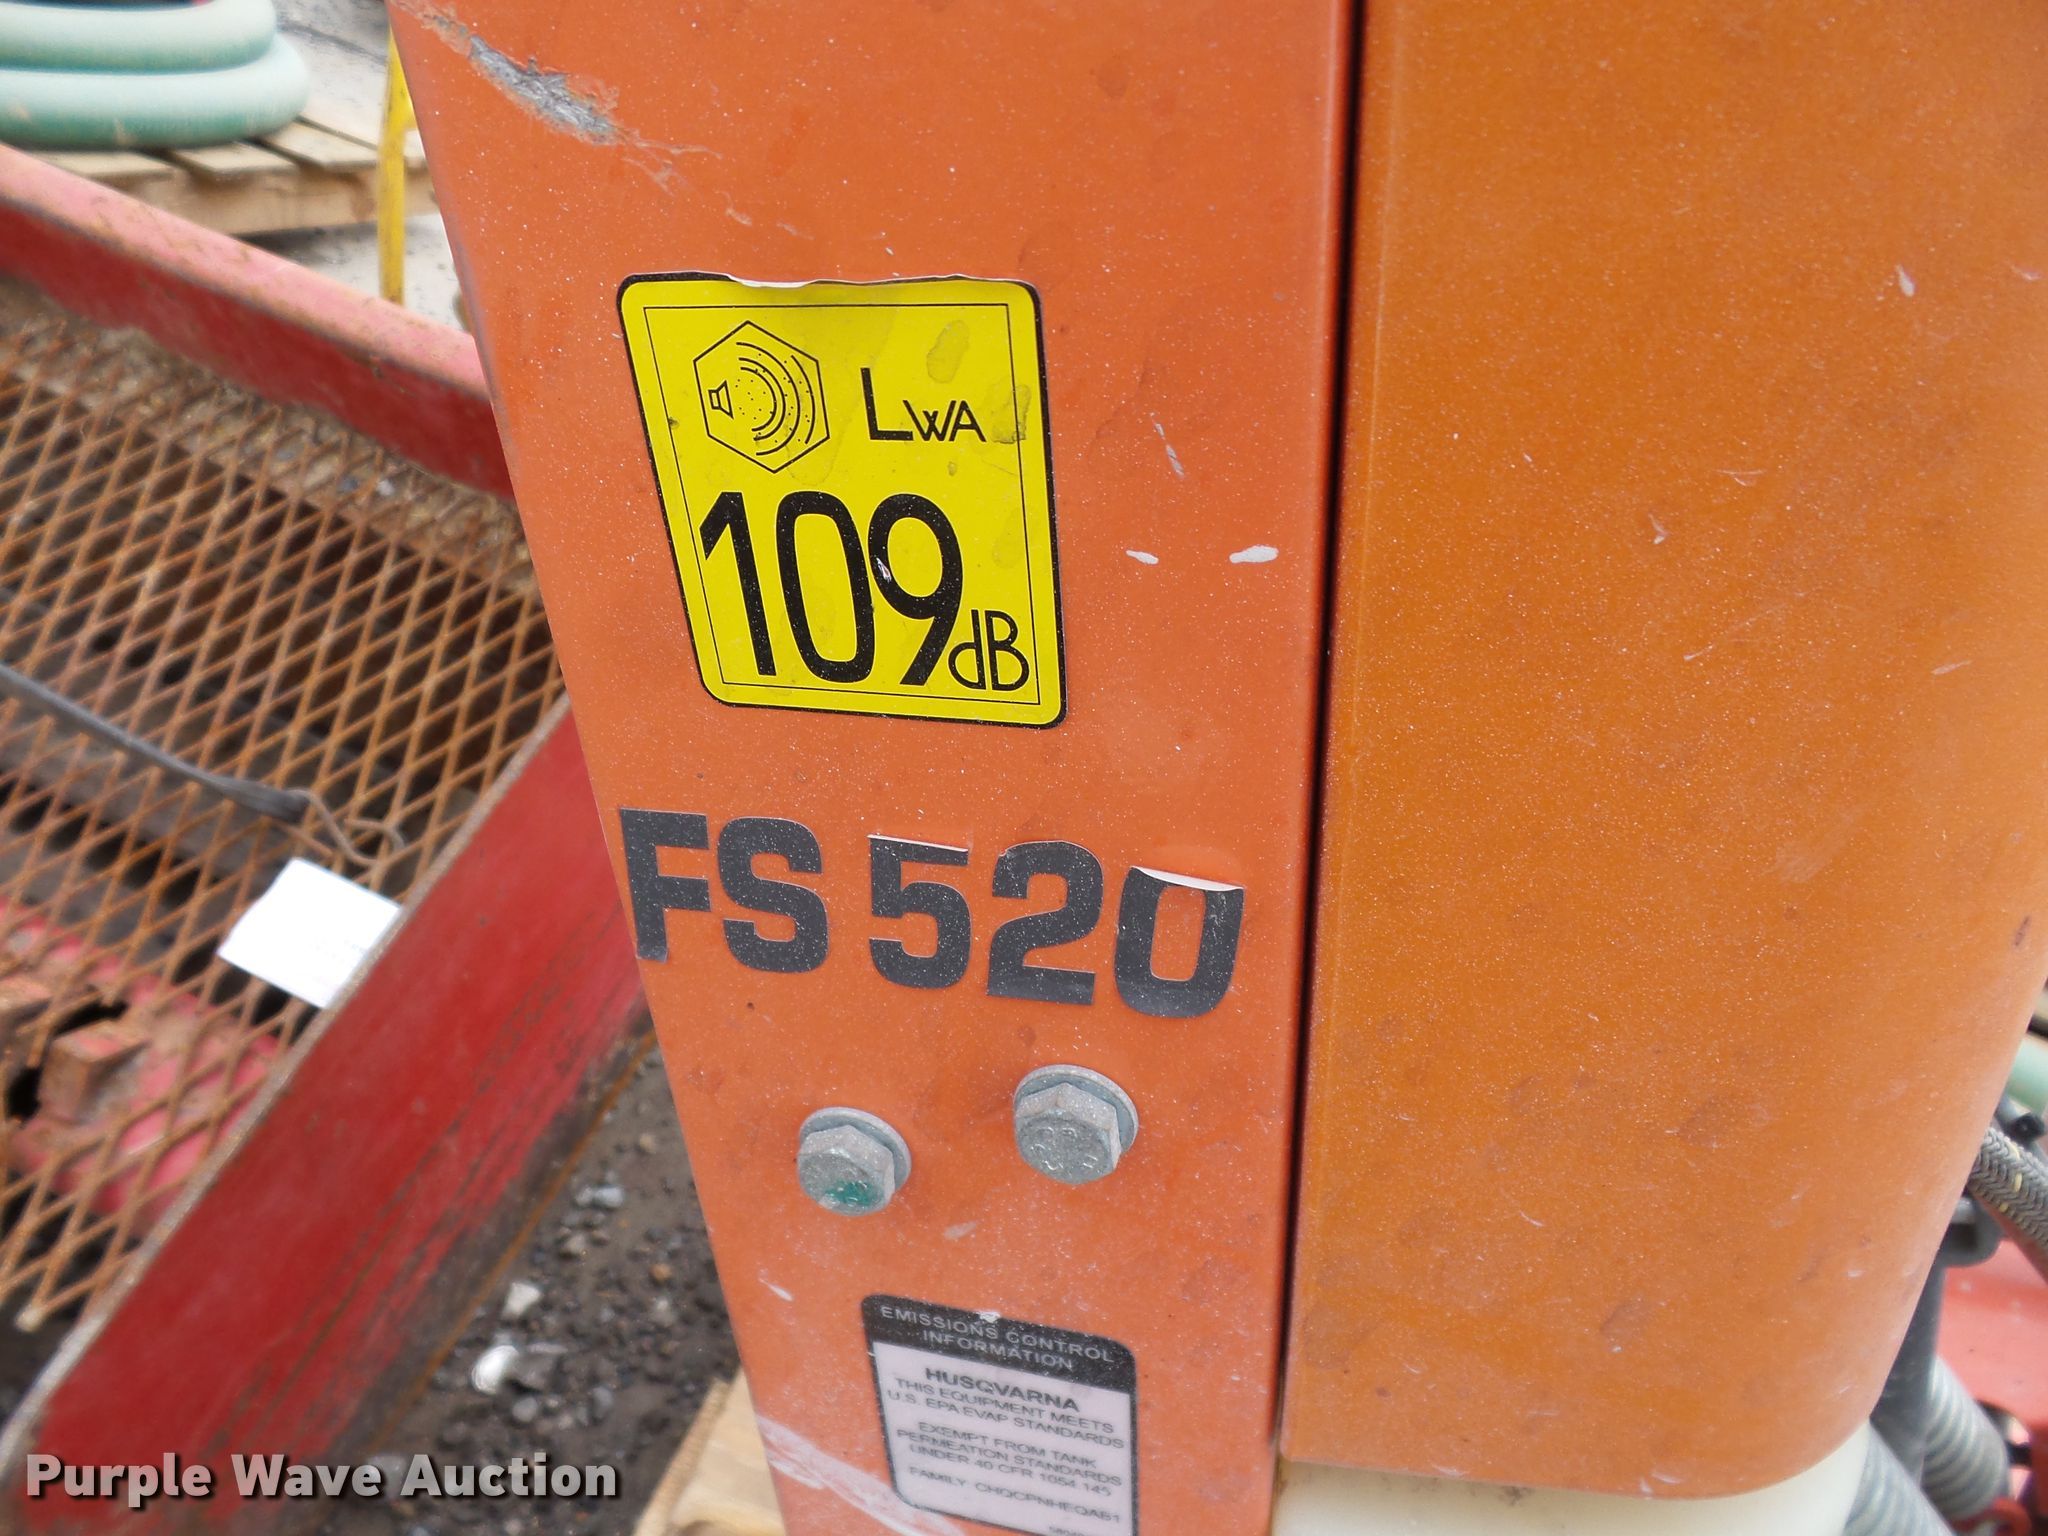 LWA
109dB
FS 520
EMISSIONS CONTROL
INFORMATION
HUSQVARNA
THIS EQUIPMENT MEETS
U.S. EPA EVAP STANDARDS
EXEMPT FROM TANK
PERMEATION STANDARDS
UNDER 40 CFR 1054.145
FAMILY:
Purple Wave Auction